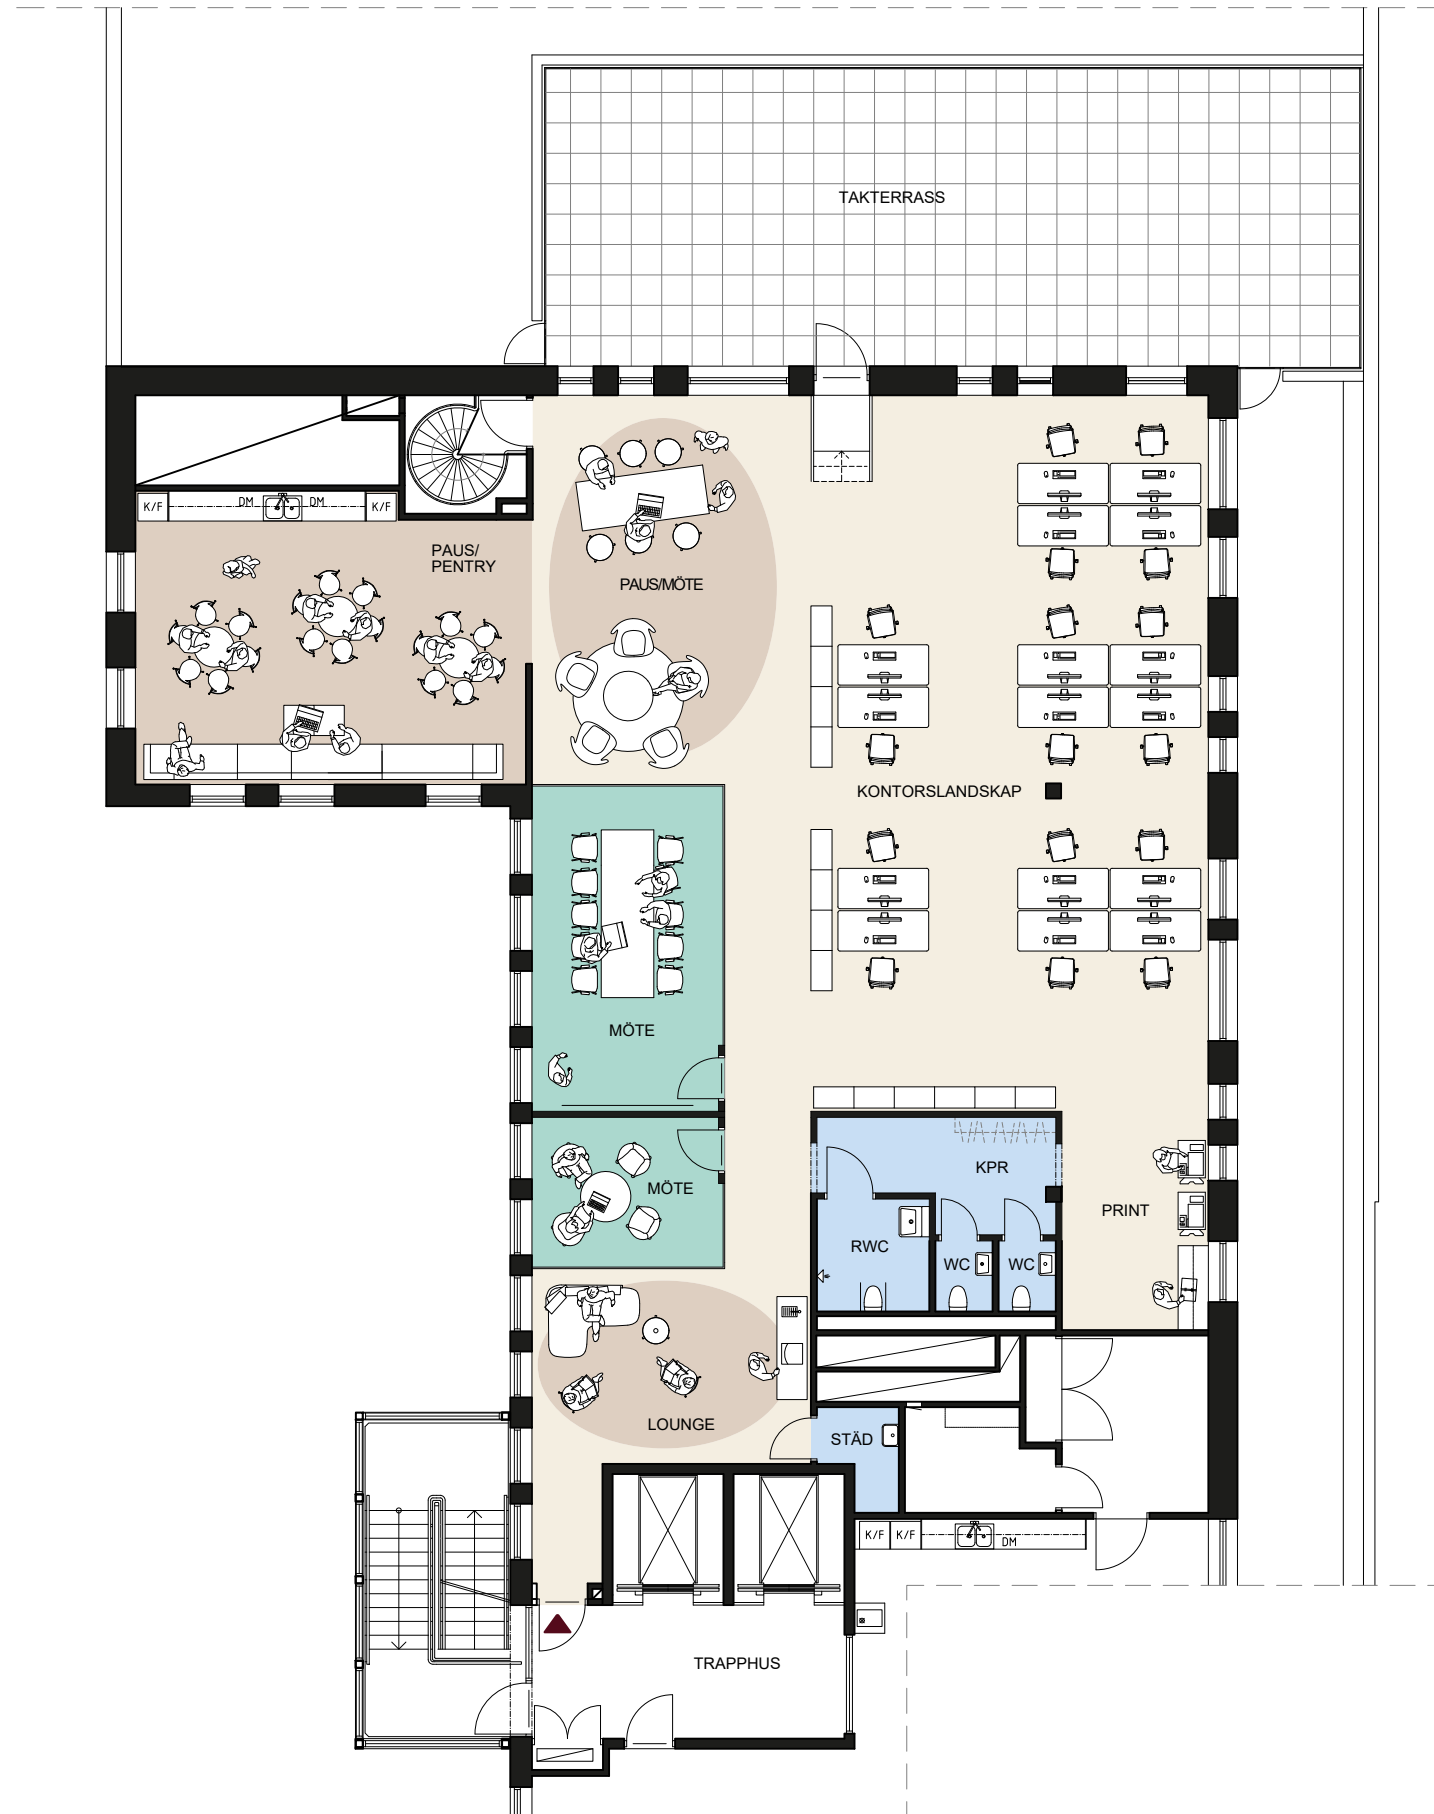 TAKTERRASS
K/F
DM
DM
K/F
PAUS/
PENTRY
PAUS/MÖTE
KONTORSLANDSKAP
MÖTE
MÖTE
KPR
PRINT
RWC
WC
WC
LOUNGE
STÄD
K/F
K/F
DM
TRAPPHUS